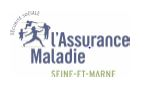 SÉCURITÉ SOCIALE
l'Assurance
Maladie
SEINE-ET-MARNE